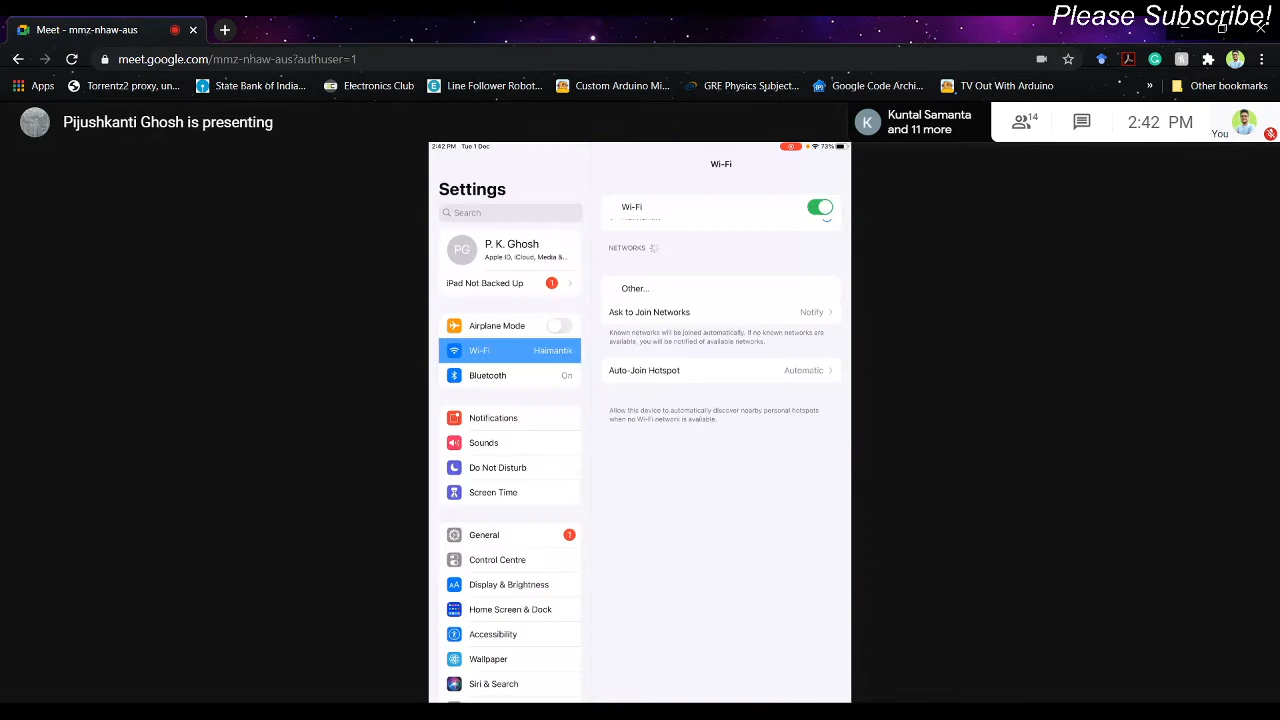 Please Subscribe!
Meet - mmz-nhaw-aus
meet.google.com/mmz-nhaw-aus?authuser=1
Apps
Torrentz2 proxy, un...
State Bank of India...
Electronics Club
Line Follower Robot...
Custom Arduino Mi...
GRE Physics Subject...
Google Code Archi...
TV Out With Arduino
»
Other bookmarks
Pijushkanti Ghosh is presenting
K
Kuntal Samanta
and 11 more
14
2:42 PM
You
2:42 PM Tue 1 Dec
73%
Settings
Search
PG
P. K. Ghosh
Apple ID, iCloud, Media &...
iPad Not Backed Up 1
Airplane Mode
Wi-Fi Haimantik
Bluetooth On
Notifications
Sounds
Do Not Disturb
Screen Time
General 1
Control Centre
AA Display & Brightness
Home Screen & Dock
Accessibility
Wallpaper
Siri & Search
Wi-Fi
Wi-Fi
NETWORKS
Other...
Ask to Join Networks Notify
Known networks will be joined automatically. If no known networks are
available, you will be notified of available networks.
Auto-Join Hotspot Automatic
Allow this device to automatically discover nearby personal hotspots
when no Wi-Fi network is available.